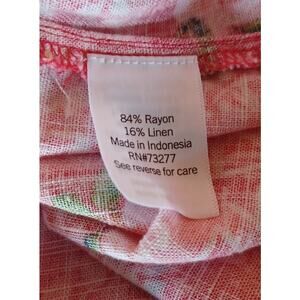 84% Rayon
16% Linen
Made in Indonesia
RN#73277
See reverse for care